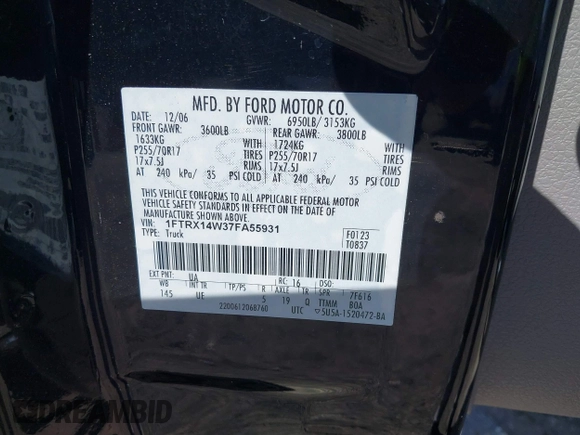 MFD. BY FORD MOTOR CO.
DATE: 12/06 GVWR: 6950LB/ 3153KG
FRONT GAWR: 3600LB REAR GAWR: 3800LB
1633KG WITH 1724KG WITH
P255/70R17 TIRES P255/70R17 TIRES
17x7.5J RIMS 17x7.5J RIMS
AT 240 kPa/ 35 PSI COLD AT 240 kPa/ 35 PSI COLD
THIS VEHICLE CONFORMS TO ALL APPLICABLE FEDERAL MOTOR
VEHICLE SAFETY STANDARDS IN EFFECT ON THE DATE OF
MANUFACTURE SHOWN ABOVE.
VIN: 1FTRX14W37FA55931 F0123
TYPE: Truck T0837
EXT PNT: UA RC: 16 DSO:
WB INT TR TP/PS R AXLE TR SPR 7F616
145 UF 5 19 Q TTMM 80A
2200612068760 UTC ▽5U5A-1520472-BA
DREAMBID